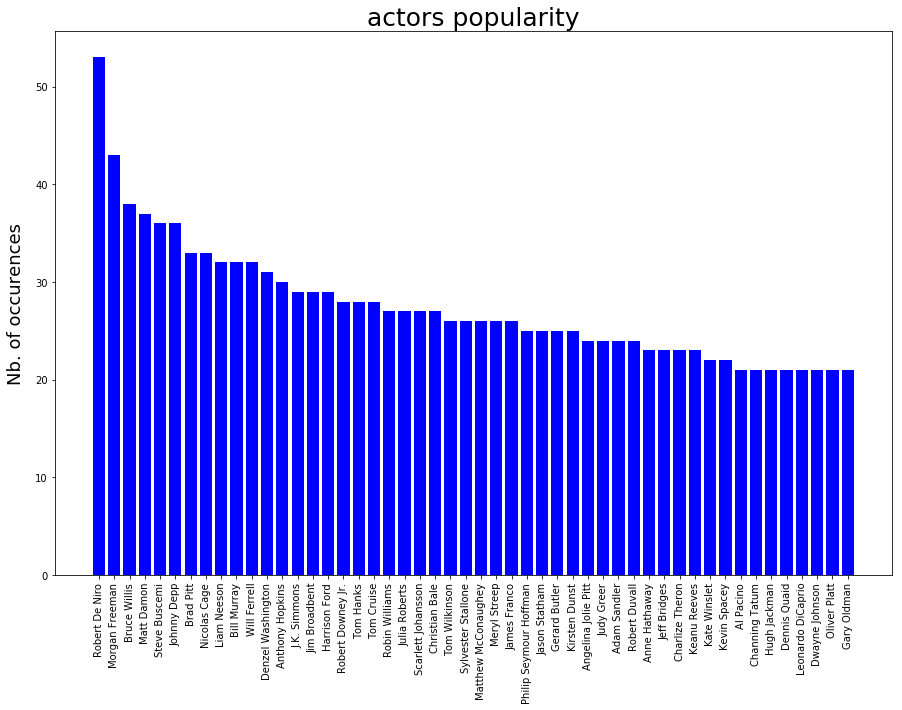 actors popularity
Nb. of occurences
50
40
30
20
10
0
Robert De Niro
Morgan Freeman
Bruce Willis
Matt Damon
Steve Buscemi
Johnny Depp
Brad Pitt
Nicolas Cage
Liam Neeson
Bill Murray
Will Ferrell
Denzel Washington
Anthony Hopkins
J.K. Simmons
Jim Broadbent
Harrison Ford
Robert Downey Jr.
Tom Hanks
Tom Cruise
Robin Williams
Julia Roberts
Scarlett Johansson
Christian Bale
Tom Wilkinson
Sylvester Stallone
Matthew McConaughey
Meryl Streep
James Franco
Philip Seymour Hoffman
Jason Statham
Gerard Butler
Kirsten Dunst
Angelina Jolie Pitt
Judy Greer
Adam Sandler
Robert Duvall
Anne Hathaway
Jeff Bridges
Charlize Theron
Keanu Reeves
Kate Winslet
Kevin Spacey
Al Pacino
Channing Tatum
Hugh Jackman
Dennis Quaid
Leonardo DiCaprio
Dwayne Johnson
Oliver Platt
Gary Oldman